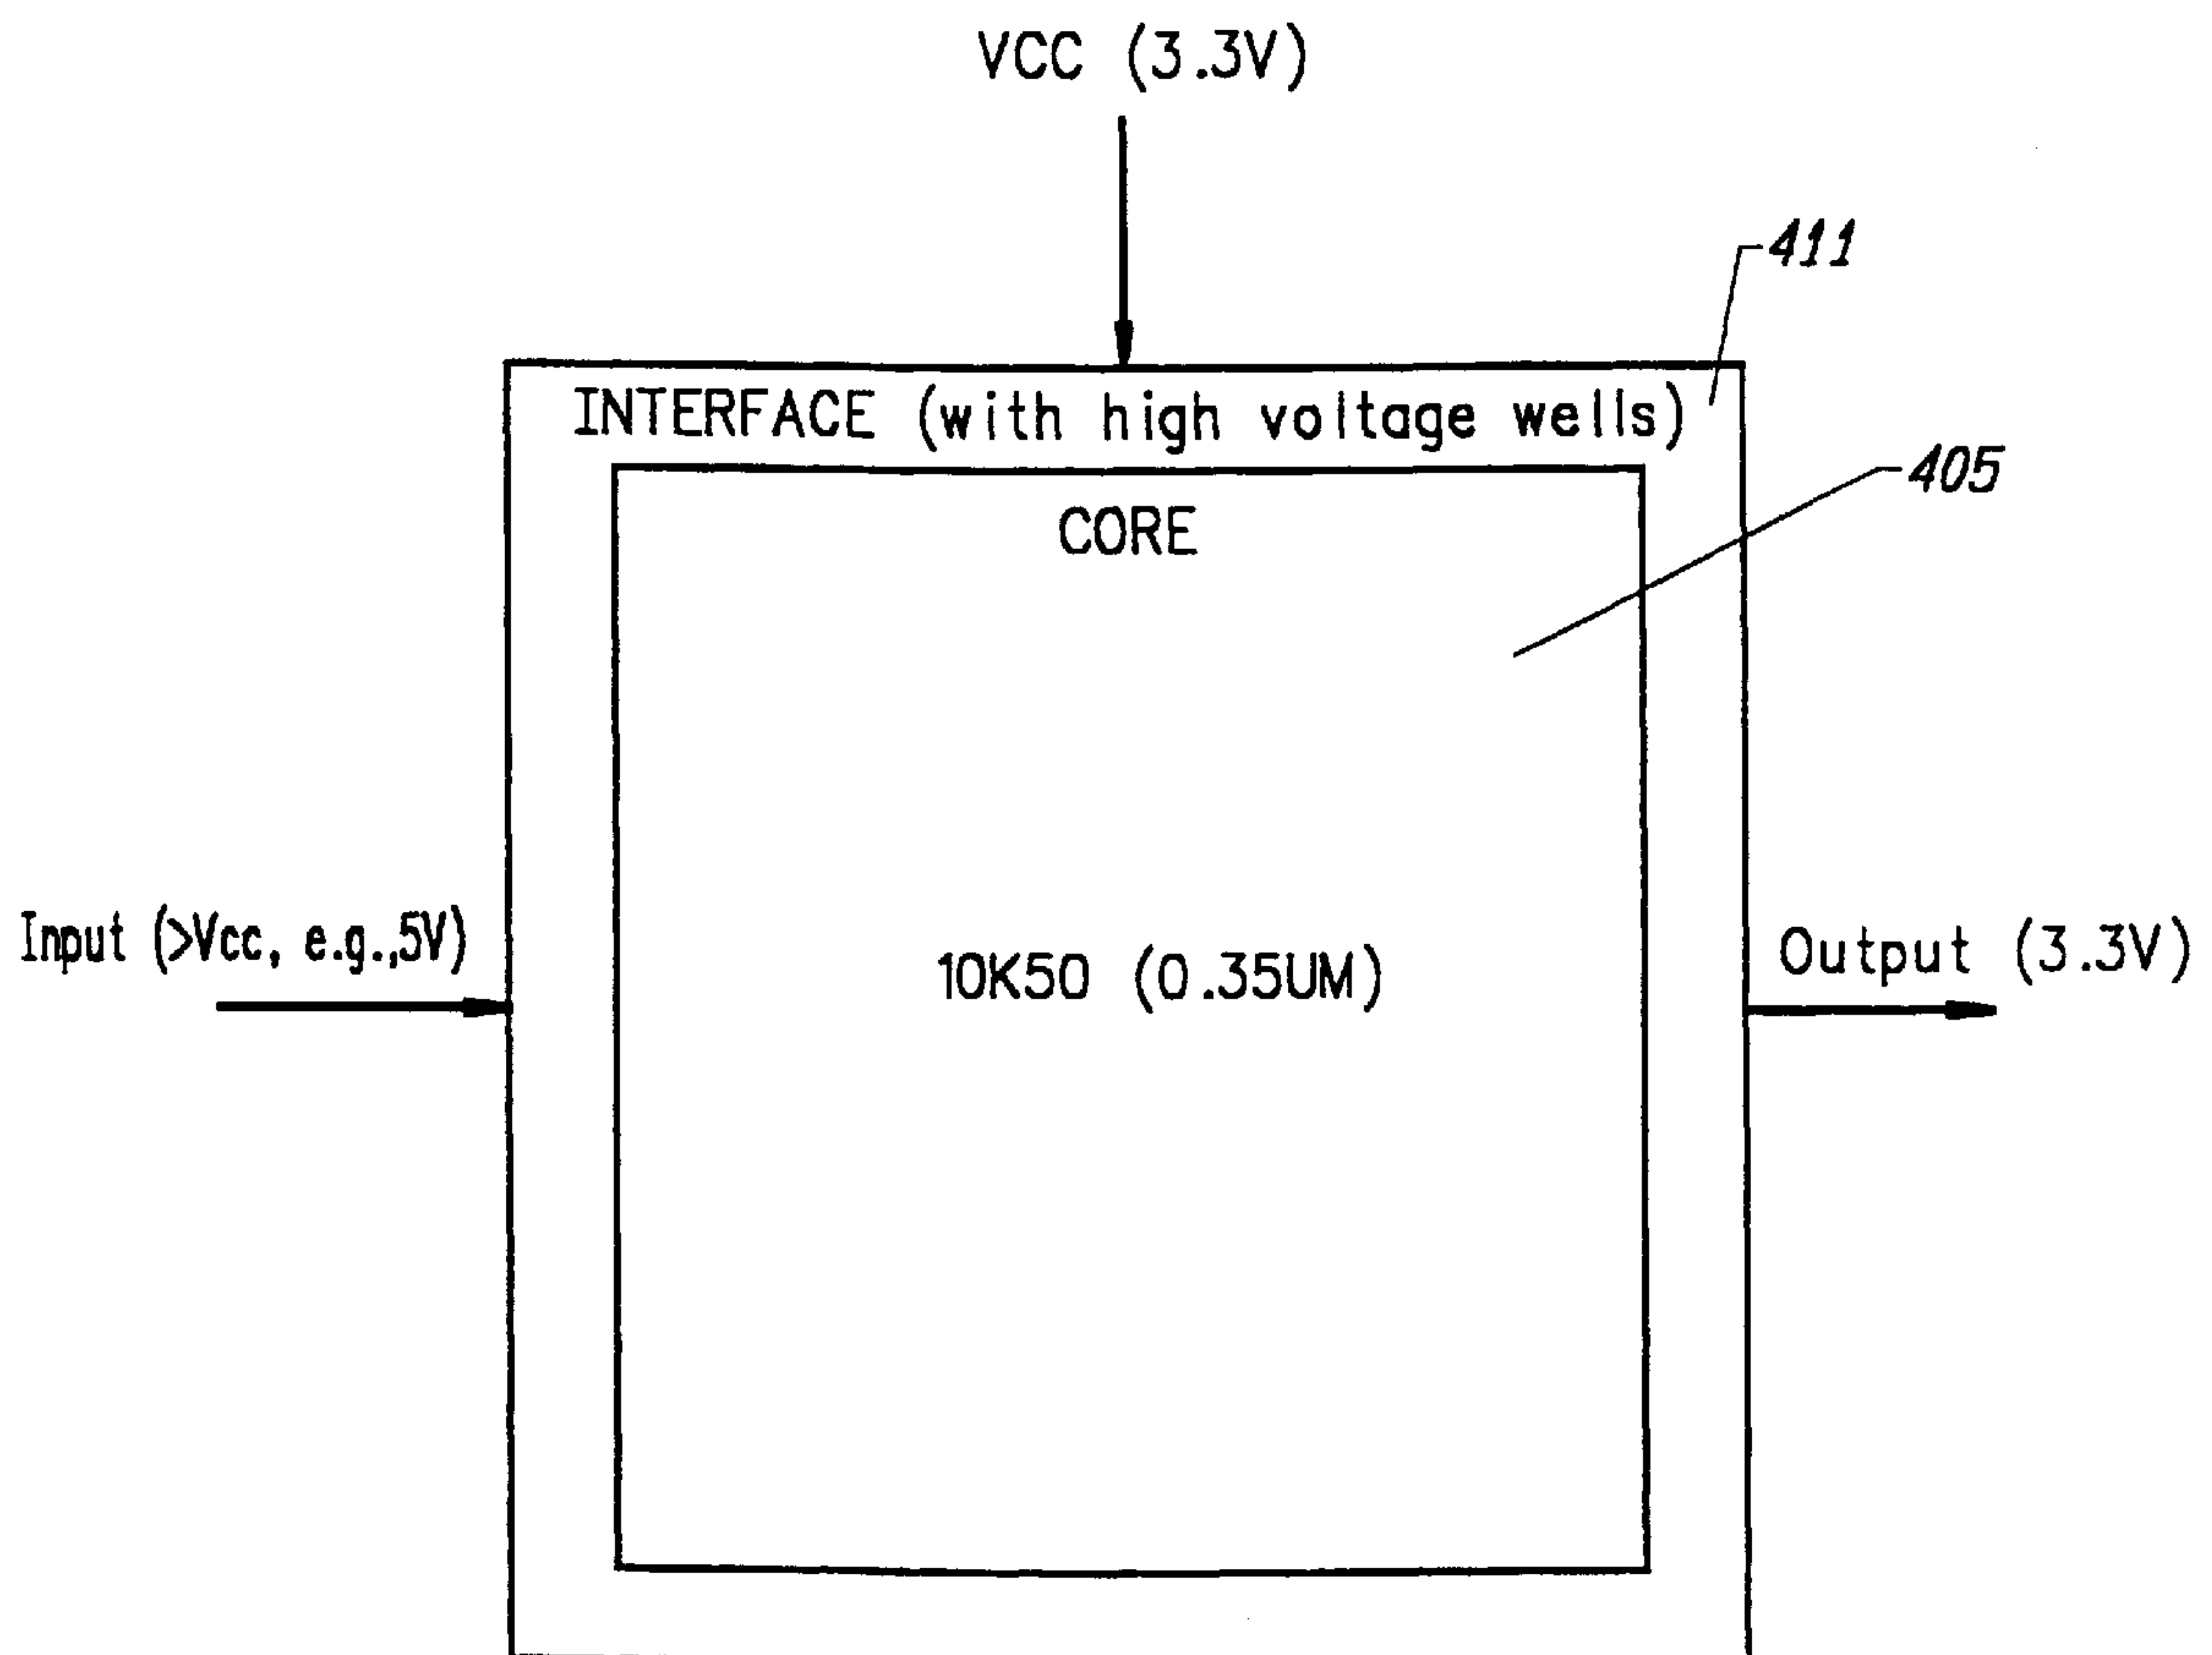 VCC (3.3V)
411
INTERFACE (with high voltage wells)
405
CORE
Input (>Vcc, e.g.,5V)
10K50 (0.35UM)
Output (3.3V)